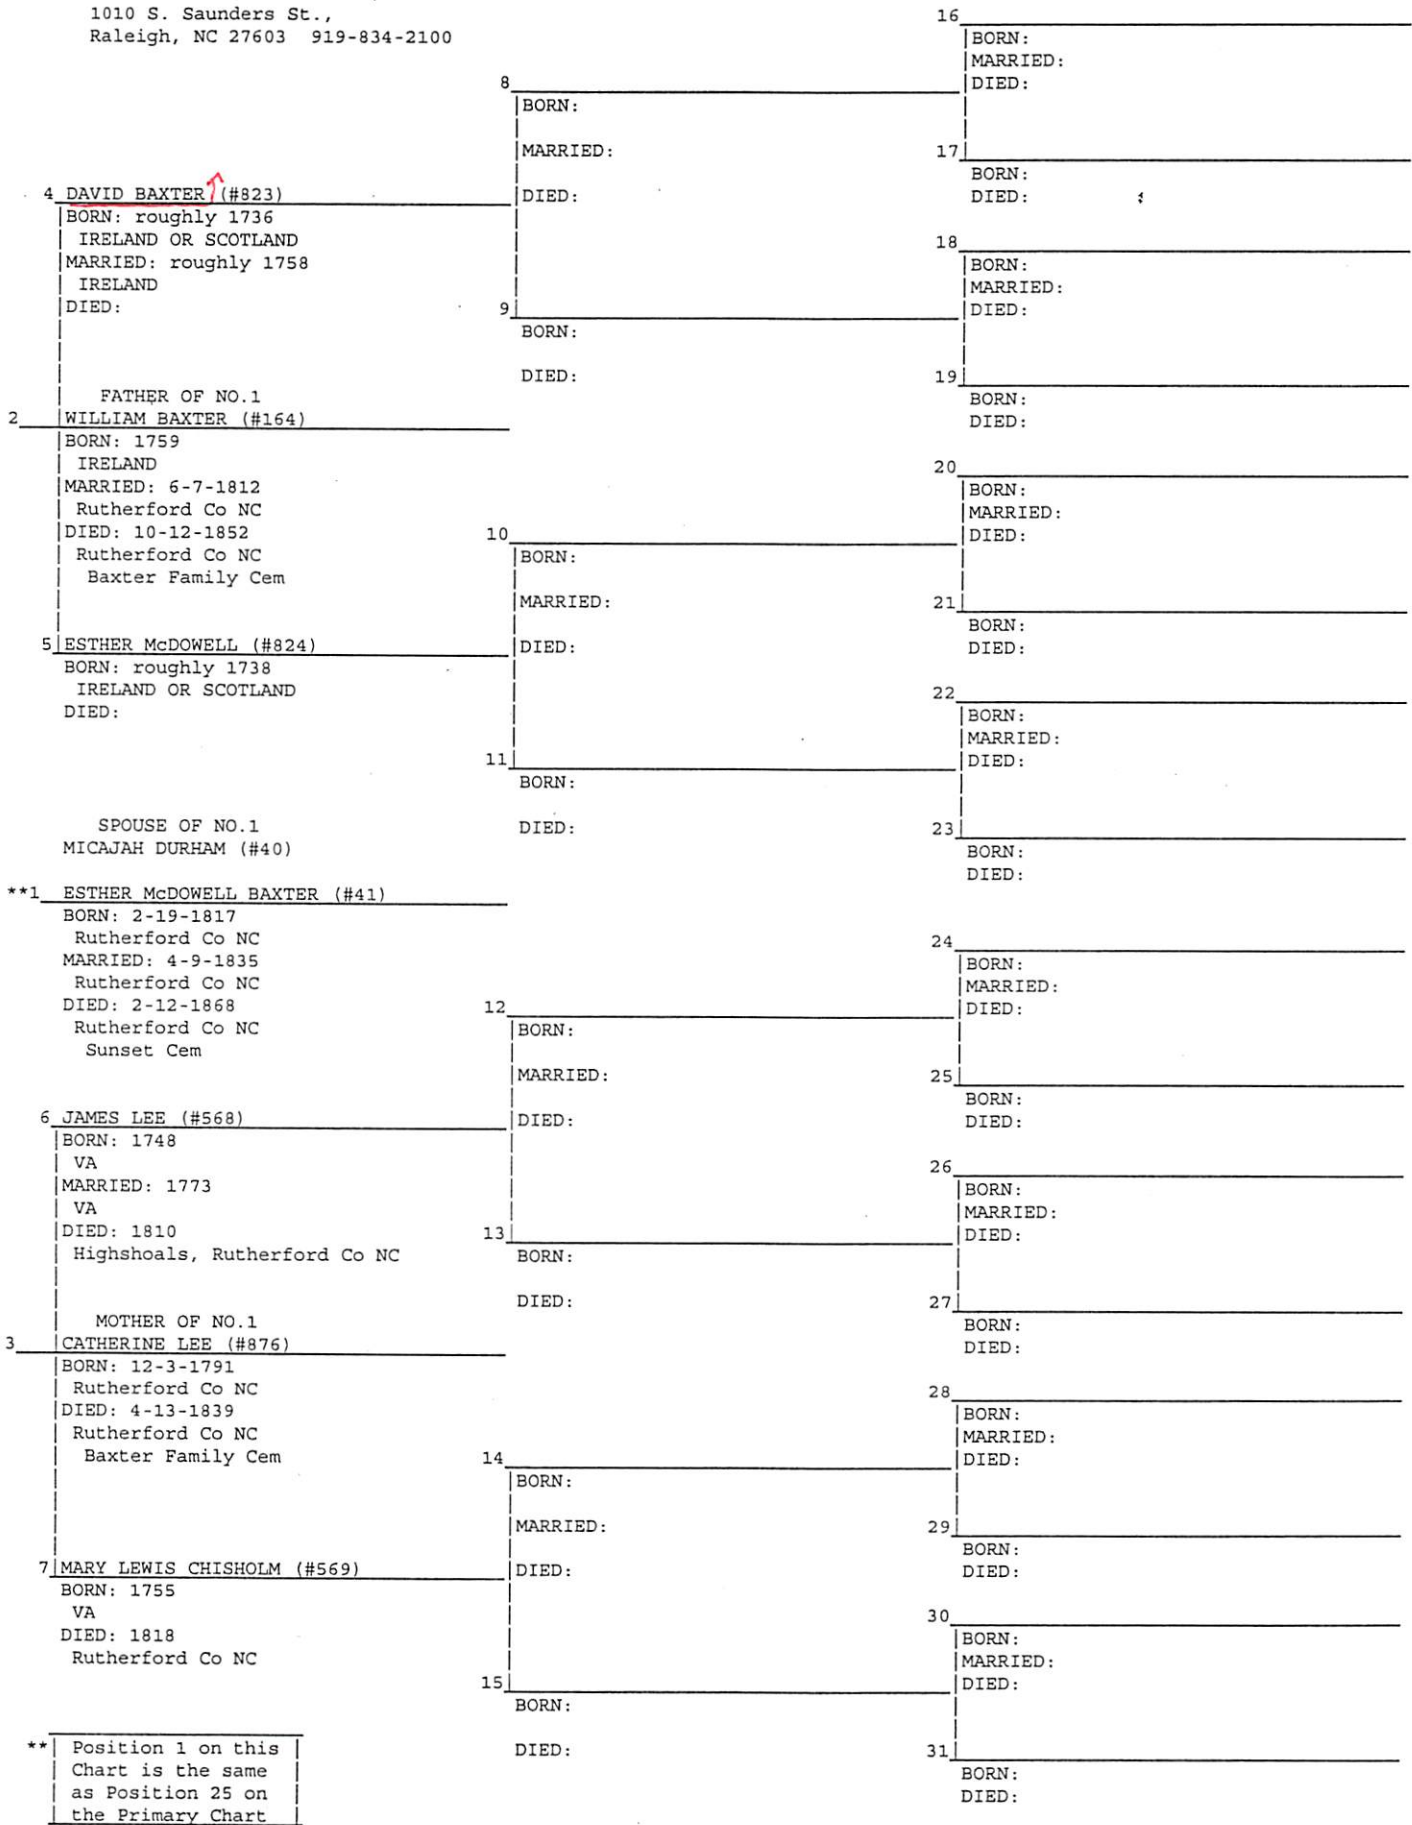 1010 S. Saunders St.,
Raleigh, NC 27603 919-834-2100
4 DAVID BAXTER (#823)
BORN: roughly 1736
IRELAND OR SCOTLAND
MARRIED: roughly 1758
IRELAND
DIED:
FATHER OF NO.1
2 WILLIAM BAXTER (#164)
BORN: 1759
IRELAND
MARRIED: 6-7-1812
Rutherford Co NC
DIED: 10-12-1852
Rutherford Co NC
Baxter Family Cem
5 ESTHER McDOWELL (#824)
BORN: roughly 1738
IRELAND OR SCOTLAND
DIED:
SPOUSE OF NO.1
MICAJAH DURHAM (#40)
**1 ESTHER McDOWELL BAXTER (#41)
BORN: 2-19-1817
Rutherford Co NC
MARRIED: 4-9-1835
Rutherford Co NC
DIED: 2-12-1868
Rutherford Co NC
Sunset Cem
6 JAMES LEE (#568)
BORN: 1748
VA
MARRIED: 1773
VA
DIED: 1810
Highshoals, Rutherford Co NC
MOTHER OF NO.1
3 CATHERINE LEE (#876)
BORN: 12-3-1791
Rutherford Co NC
DIED: 4-13-1839
Rutherford Co NC
Baxter Family Cem
7 MARY LEWIS CHISHOLM (#569)
BORN: 1755
VA
DIED: 1818
Rutherford Co NC
** Position 1 on this
Chart is the same
as Position 25 on
the Primary Chart
8
BORN:
MARRIED:
DIED:
9
BORN:
DIED:
10
BORN:
MARRIED:
DIED:
11
BORN:
DIED:
12
BORN:
MARRIED:
DIED:
13
BORN:
DIED:
14
BORN:
MARRIED:
DIED:
15
BORN:
DIED:
16
BORN:
MARRIED:
DIED:
17
BORN:
DIED:
18
BORN:
MARRIED:
DIED:
19
BORN:
DIED:
20
BORN:
MARRIED:
DIED:
21
BORN:
DIED:
22
BORN:
MARRIED:
DIED:
23
BORN:
DIED:
24
BORN:
MARRIED:
DIED:
25
BORN:
DIED:
26
BORN:
MARRIED:
DIED:
27
BORN:
DIED:
28
BORN:
MARRIED:
DIED:
29
BORN:
DIED:
30
BORN:
MARRIED:
DIED:
31
BORN:
DIED: